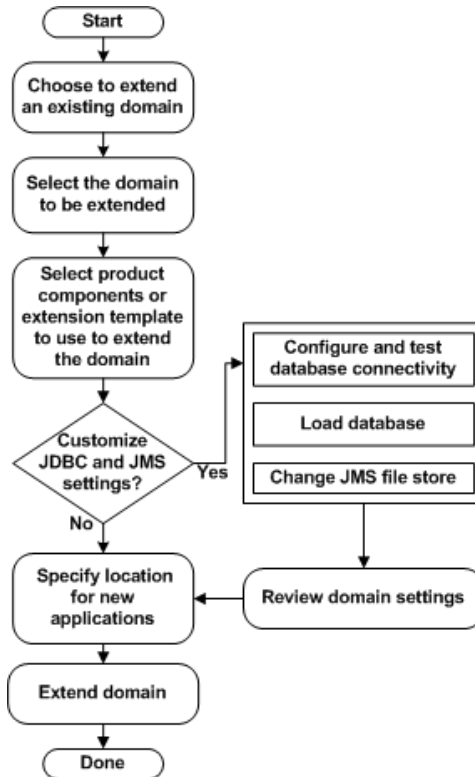 Start
Choose to extend
an existing domain
Select the domain
to be extended
Select product
components or
extension template
to use to extend
the domain
Customize
JDBC and JMS
settings?
Yes
No
Configure and test
database connectivity
Load database
Change JMS file store
Review domain settings
Specify location
for new
applications
Extend domain
Done